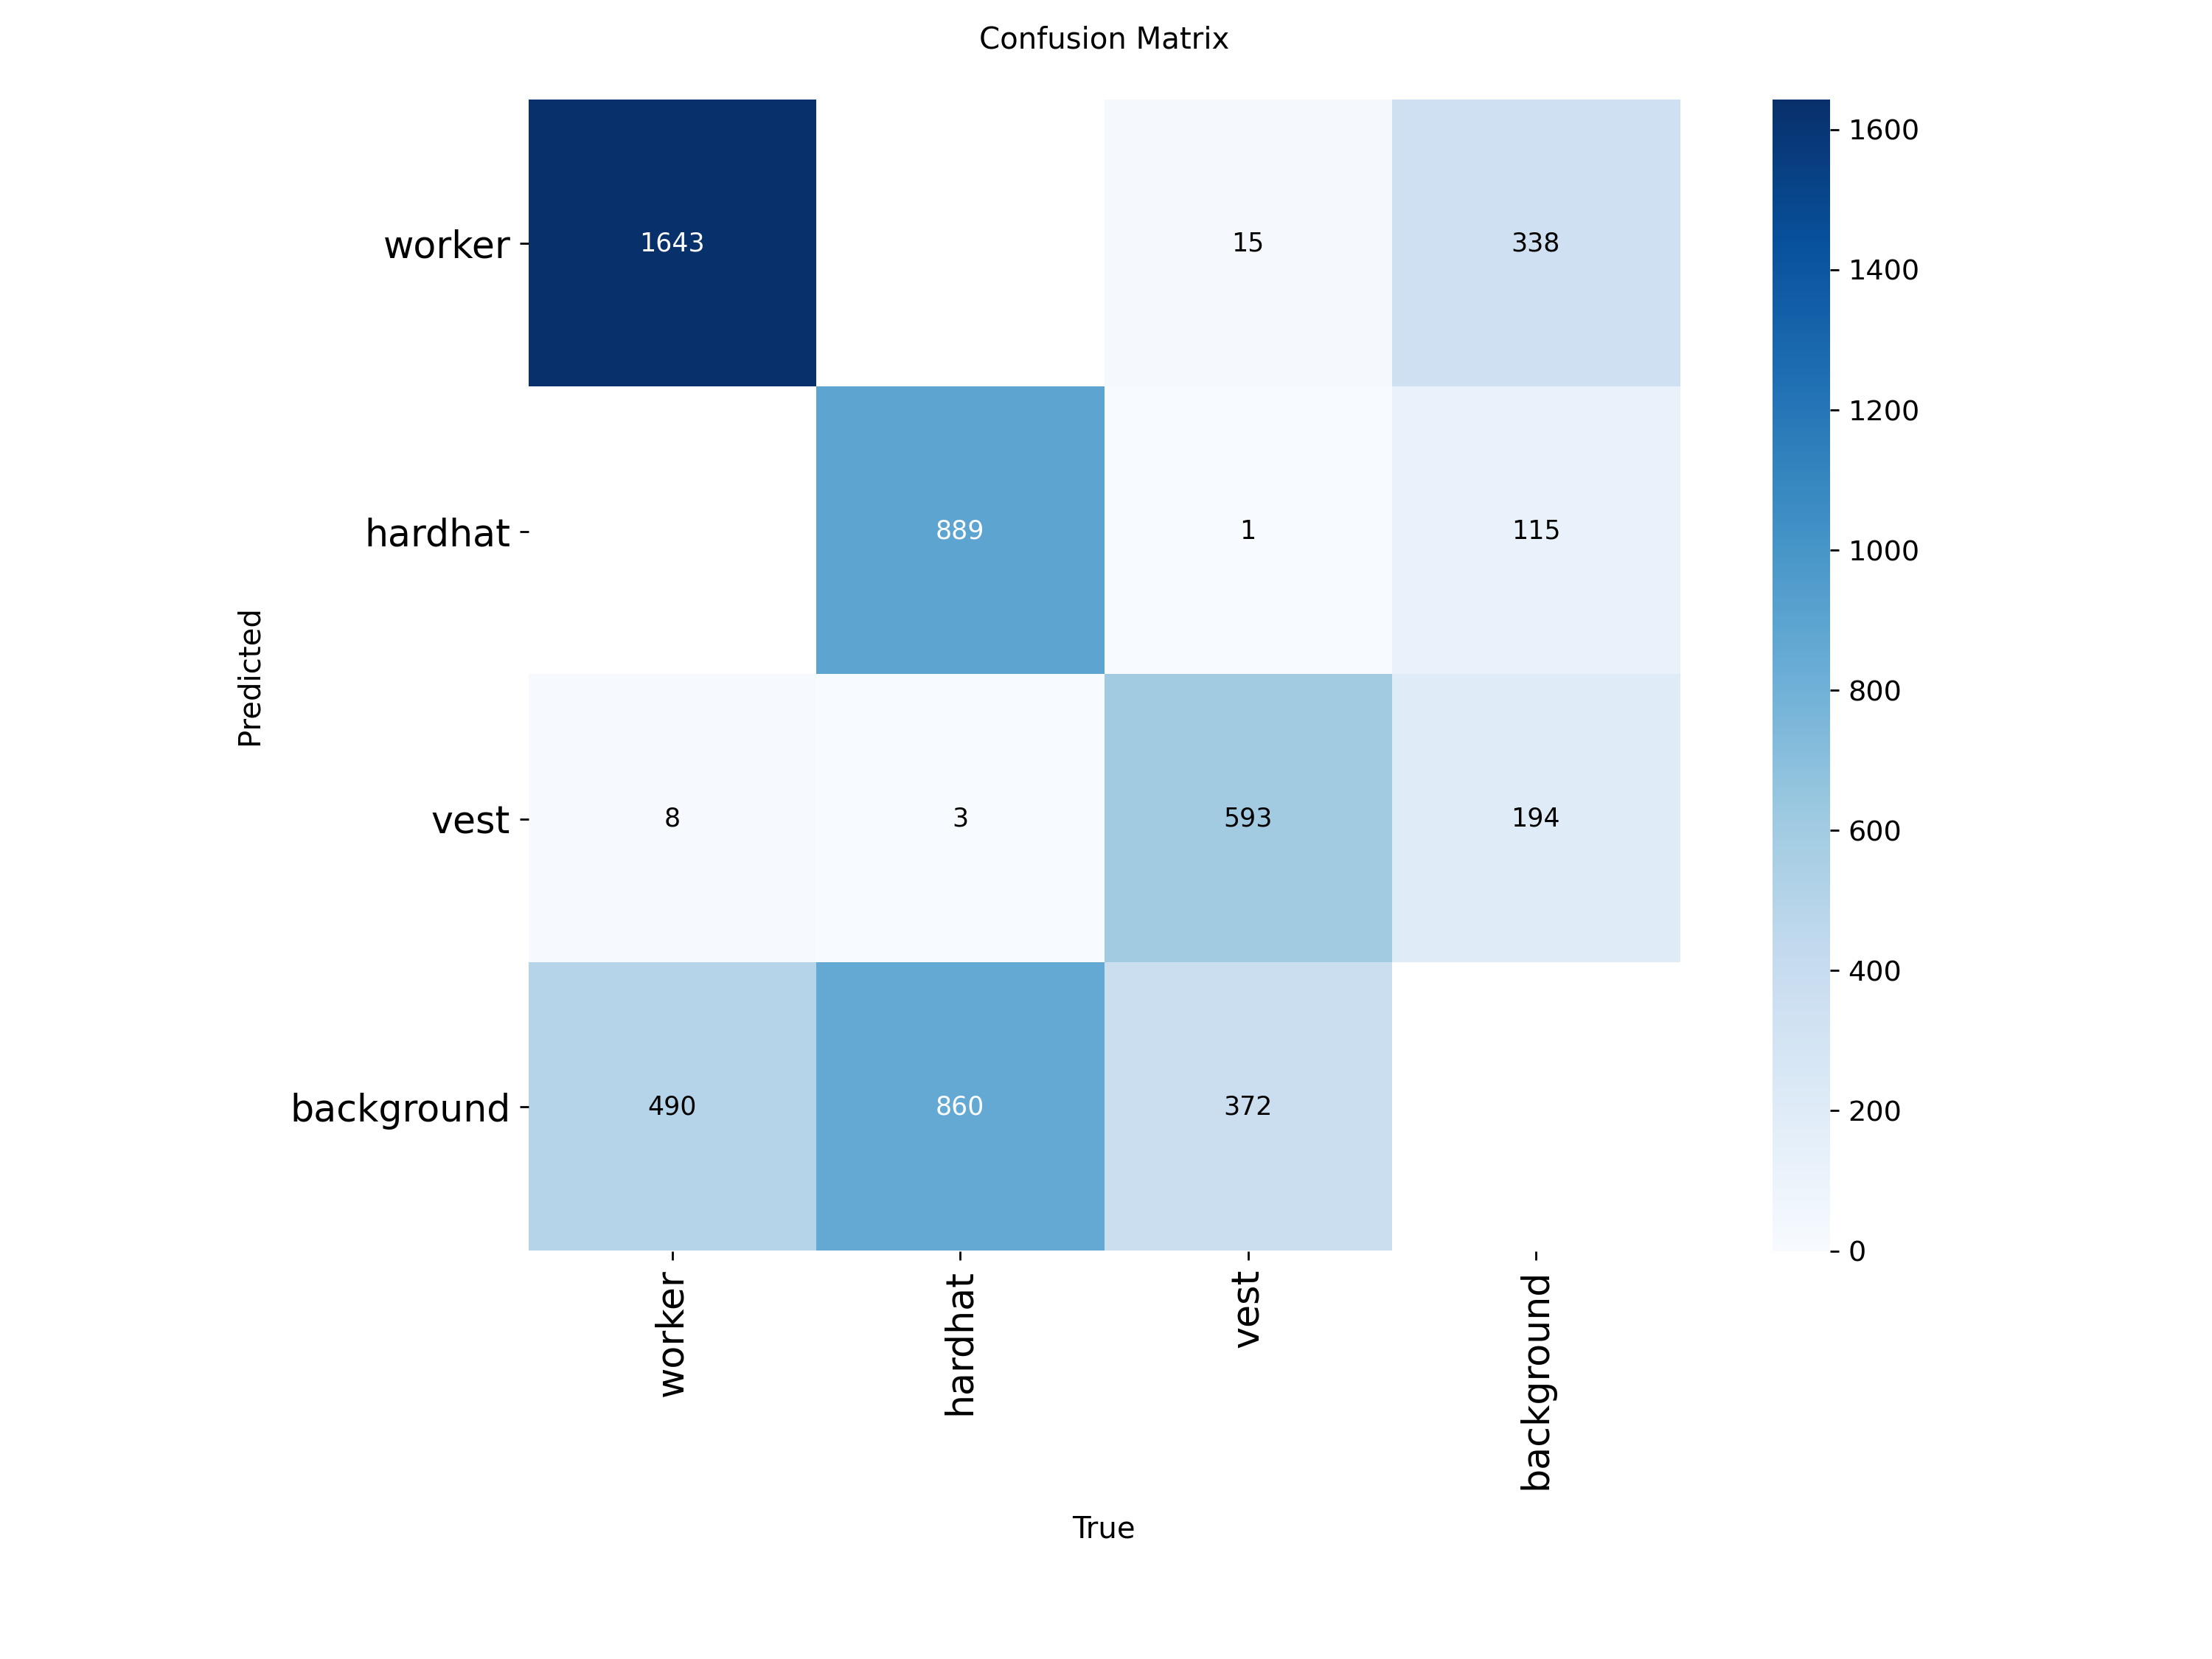 Confusion Matrix
worker
1643
15
338
hardhat
889
1
115
vest
8
3
593
194
background
490
860
372
Predicted
worker
hardhat
vest
background
True
1600
1400
1200
1000
800
600
400
200
0